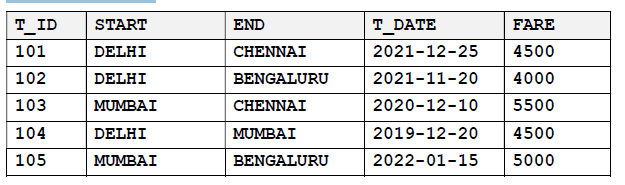 T_ID START END T_DATE FARE
101 DELHI CHENNAI 2021-12-25 4500
102 DELHI BENGALURU 2021-11-20 4000
103 MUMBAI CHENNAI 2020-12-10 5500
104 DELHI MUMBAI 2019-12-20 4500
105 MUMBAI BENGALURU 2022-01-15 5000